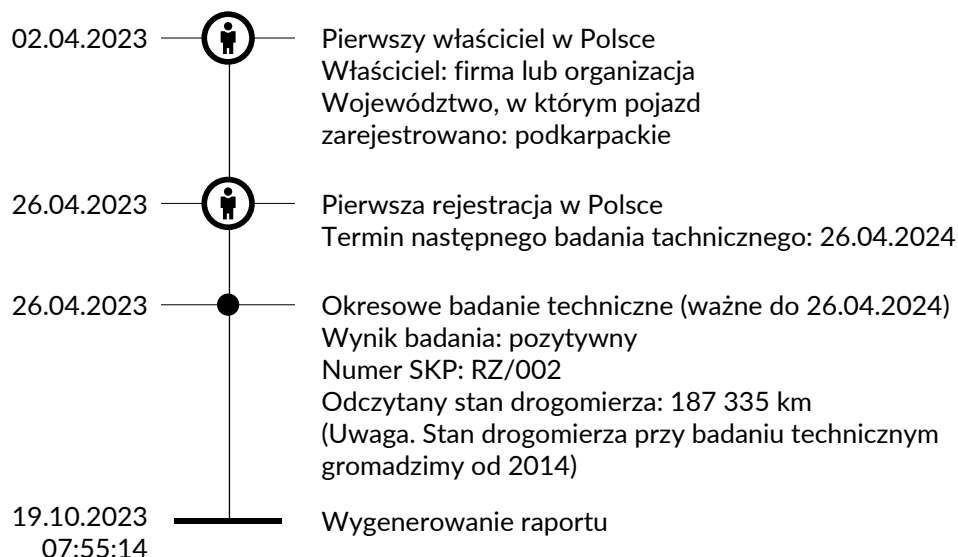 02.04.2023
Pierwszy właściciel w Polsce
Właściciel: firma lub organizacja
Województwo, w którym pojazd
zarejestrowano: podkarpackie
26.04.2023
Pierwsza rejestracja w Polsce
Termin następnego badania tachnicznego: 26.04.2024
26.04.2023
Okresowe badanie techniczne (ważne do 26.04.2024)
Wynik badania: pozytywny
Numer SKP: RZ/002
Odczytany stan drogomierza: 187 335 km
(Uwaga. Stan drogomierza przy badaniu technicznym
gromadzimy od 2014)
19.10.2023
07:55:14
Wygenerowanie raportu